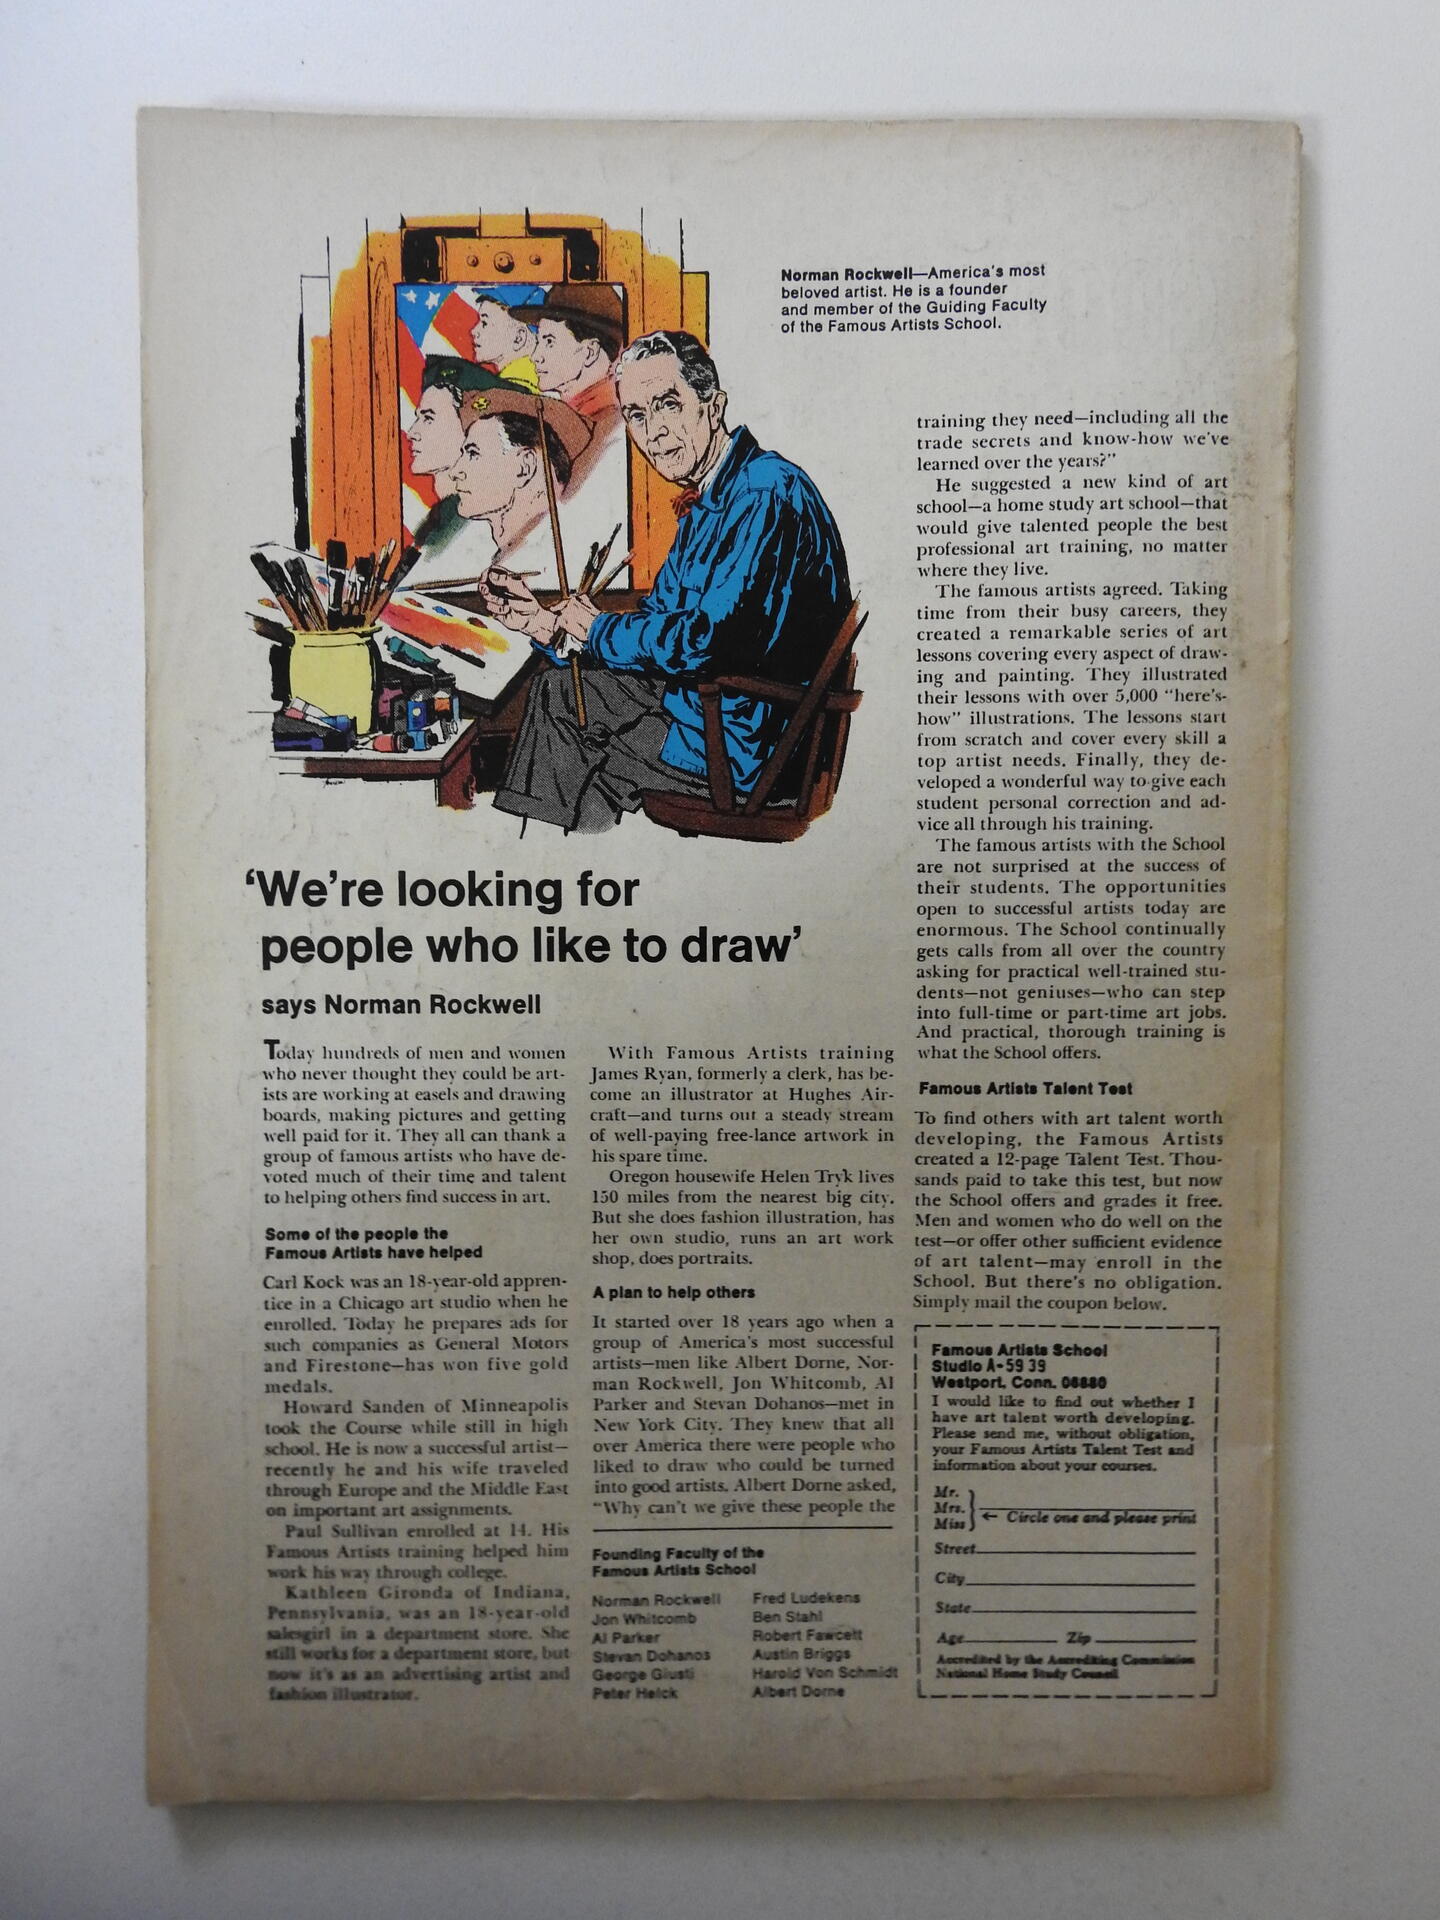 Norman Rockwell—America's most
beloved artist. He is a founder
and member of the Guiding Faculty
of the Famous Artists School.
'We're looking for
people who like to draw'
says Norman Rockwell
Today hundreds of men and women
who never thought they could be art-
ists are working at easels and drawing
boards, making pictures and getting
well paid for it. They all can thank a
group of famous artists who have de-
voted much of their time and talent
to helping others find success in art.
Some of the people the
Famous Artists have helped
Carl Kock was an 18-year-old appren-
tice in a Chicago art studio when he
enrolled. Today he prepares ads for
such companies as General Motors
and Firestone—has won five gold
medals.
Howard Sanden of Minneapolis
took the Course while still in high
school. He is now a successful artist—
recently he and his wife traveled
through Europe and the Middle East
on important art assignments.
Paul Sullivan enrolled at 14. His
Famous Artists training helped him
work his way through college.
Kathleen Gironda of Indiana,
Pennsylvania, was an 18-year-old
salesgirl in a department store. She
still works for a department store, but
now it's as an advertising artist and
fashion illustrator.
With Famous Artists training
James Ryan, formerly a clerk, has be-
come an illustrator at Hughes Air-
craft—and turns out a steady stream
of well-paying free-lance artwork in
his spare time.
Oregon housewife Helen Tryk lives
150 miles from the nearest big city.
But she does fashion illustration, has
her own studio, runs an art work
shop, does portraits.
A plan to help others
It started over 18 years ago when a
group of America's most successful
artists—men like Albert Dorne, Nor-
man Rockwell, Jon Whitcomb, Al
Parker and Stevan Dohanos—met in
New York City. They knew that all
over America there were people who
liked to draw who could be turned
into good artists. Albert Dorne asked,
"Why can't we give these people the
training they need—including all the
trade secrets and know-how we've
learned over the years?"
He suggested a new kind of art
school—a home study art school—that
would give talented people the best
professional art training, no matter
where they live.
The famous artists agreed. Taking
time from their busy careers, they
created a remarkable series of art
lessons covering every aspect of draw-
ing and painting. They illustrated
their lessons with over 5,000 "here's-
how" illustrations. The lessons start
from scratch and cover every skill a
top artist needs. Finally, they de-
veloped a wonderful way to give each
student personal correction and ad-
vice all through his training.
The famous artists with the School
are not surprised at the success of
their students. The opportunities
open to successful artists today are
enormous. The School continually
gets calls from all over the country
asking for practical well-trained stu-
dents—not geniuses—who can step
into full-time or part-time art jobs.
And practical, thorough training is
what the School offers.
Famous Artists Talent Test
To find others with art talent worth
developing, the Famous Artists
created a 12-page Talent Test. Thou-
sands paid to take this test, but now
the School offers and grades it free.
Men and women who do well on the
test—or offer other sufficient evidence
of art talent—may enroll in the
School. But there's no obligation.
Simply mail the coupon below.
Founding Faculty of the
Famous Artists School
Norman Rockwell
Jon Whitcomb
Al Parker
Stevan Dohanos
George Giusti
Peter Helck
Fred Ludekens
Ben Stahl
Robert Fawcett
Austin Briggs
Harold Von Schmidt
Albert Dorne
Famous Artists School
Studio A-5939
Westport, Conn. 06880
I would like to find out whether I
have art talent worth developing.
Please send me, without obligation,
your Famous Artists Talent Test and
information about your courses.
Mr.
Mrs.
Miss
← Circle one and please print
Street
City
State
Age Zip
Accredited by the Accrediting Commission
National Home Study Council